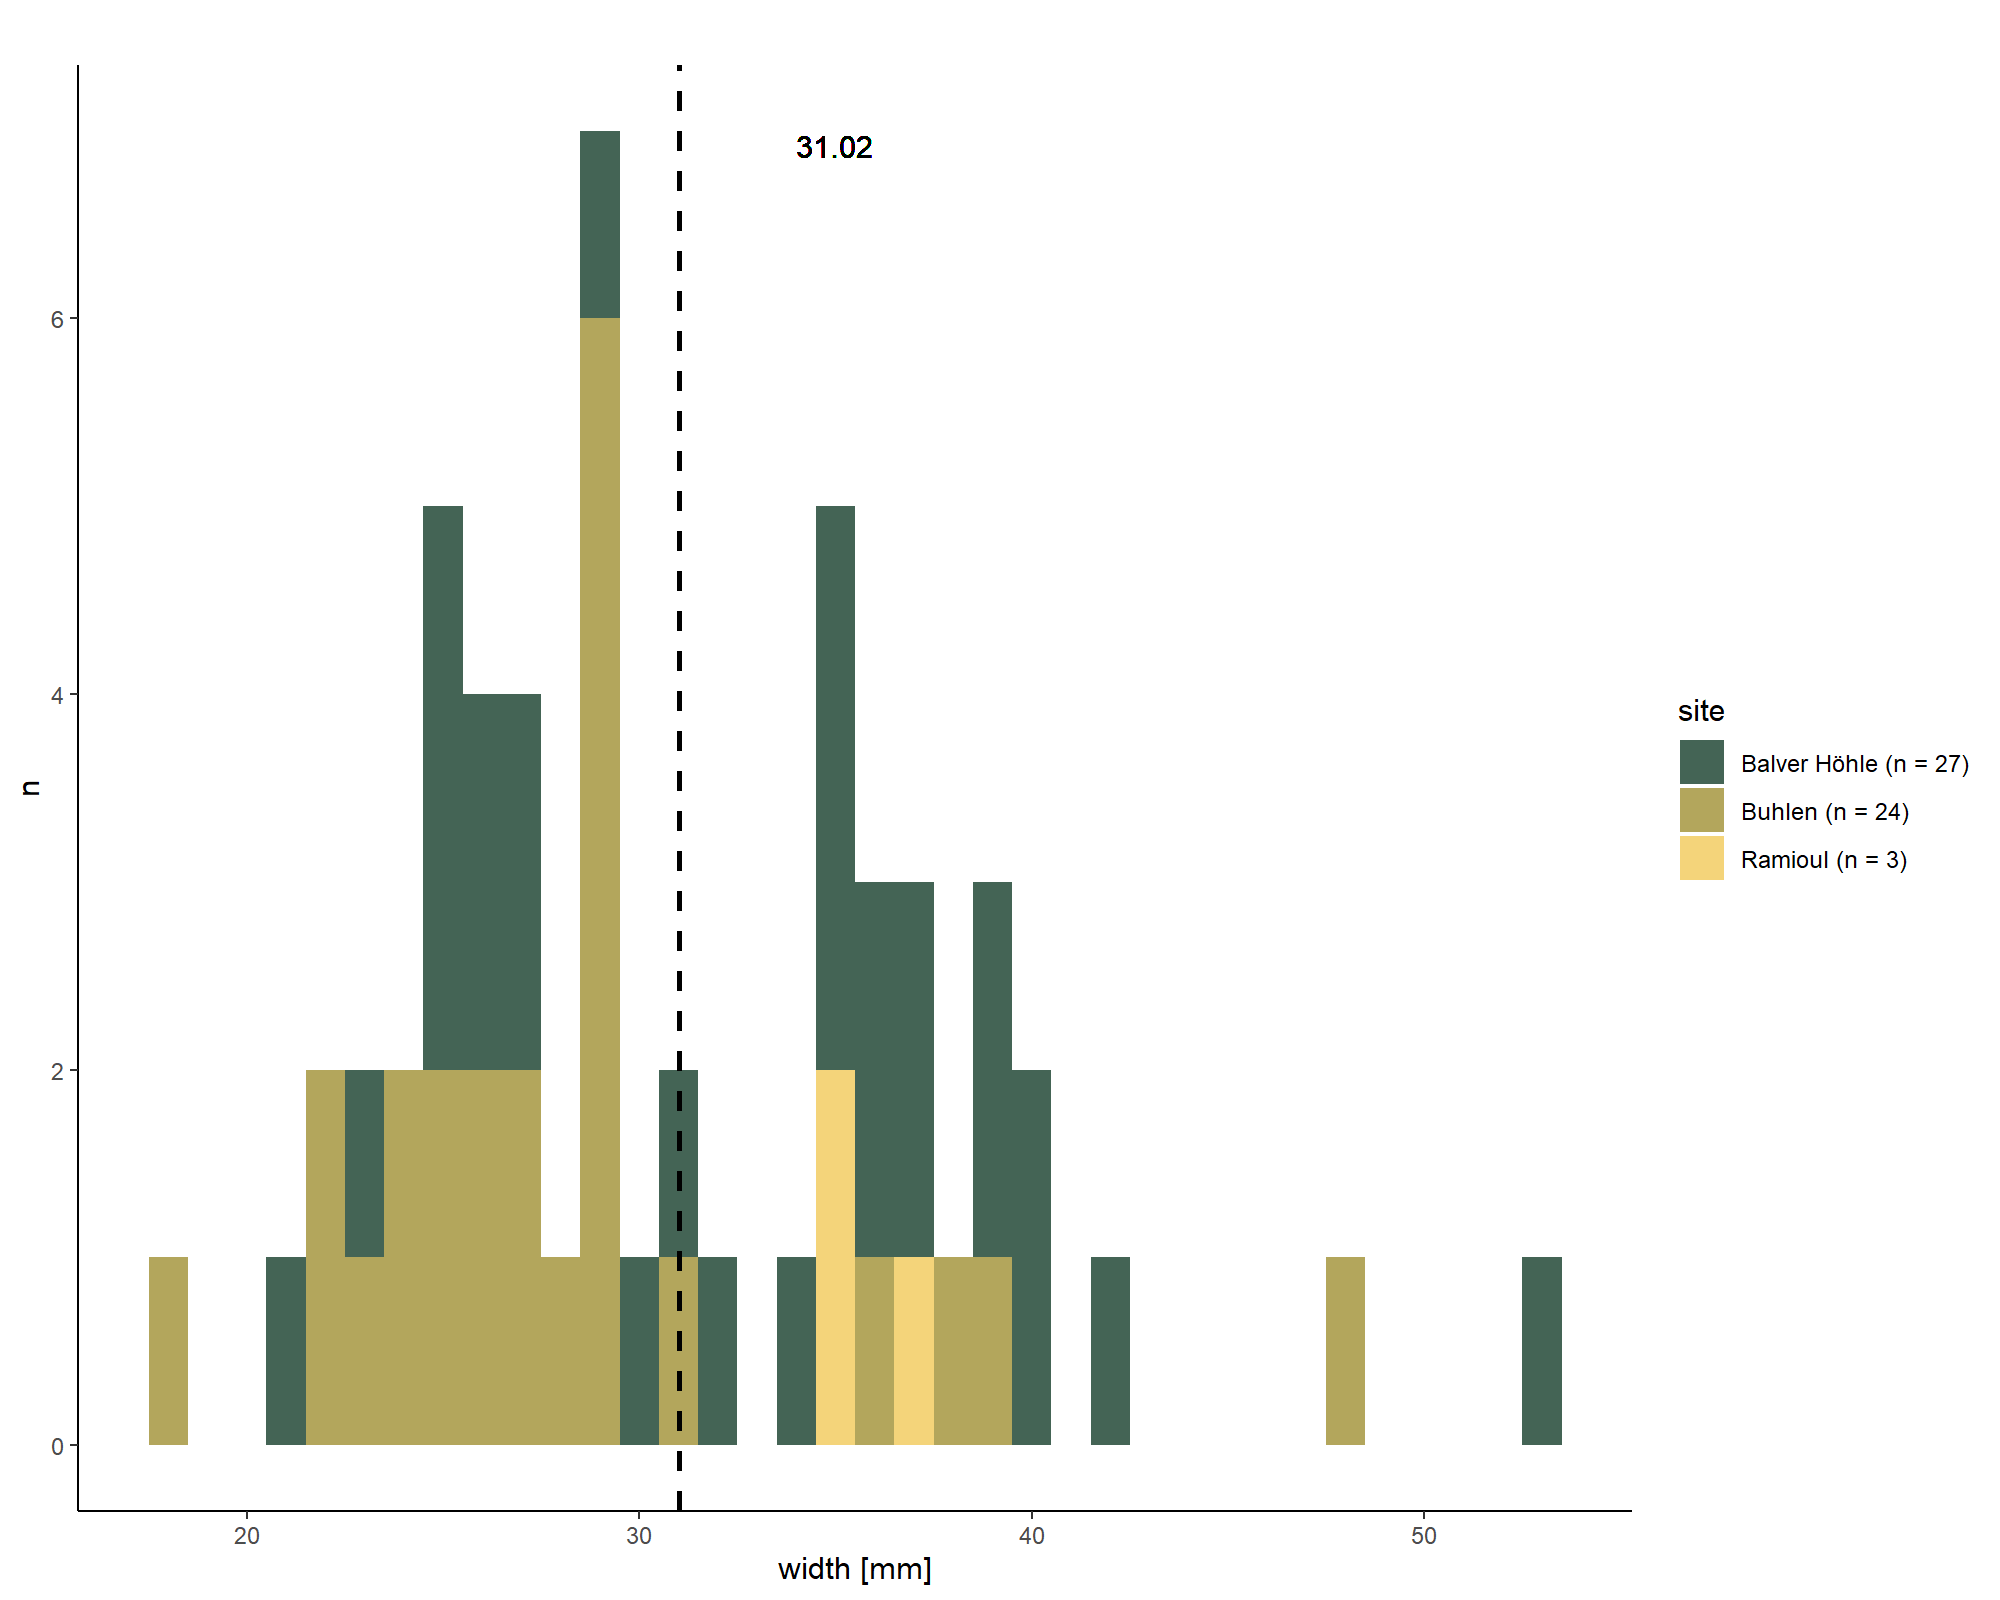 31.02
6
4
2
0
n
20 30 40 50
width [mm]
site
Balver Höhle (n = 27)
Buhlen (n = 24)
Ramioul (n = 3)